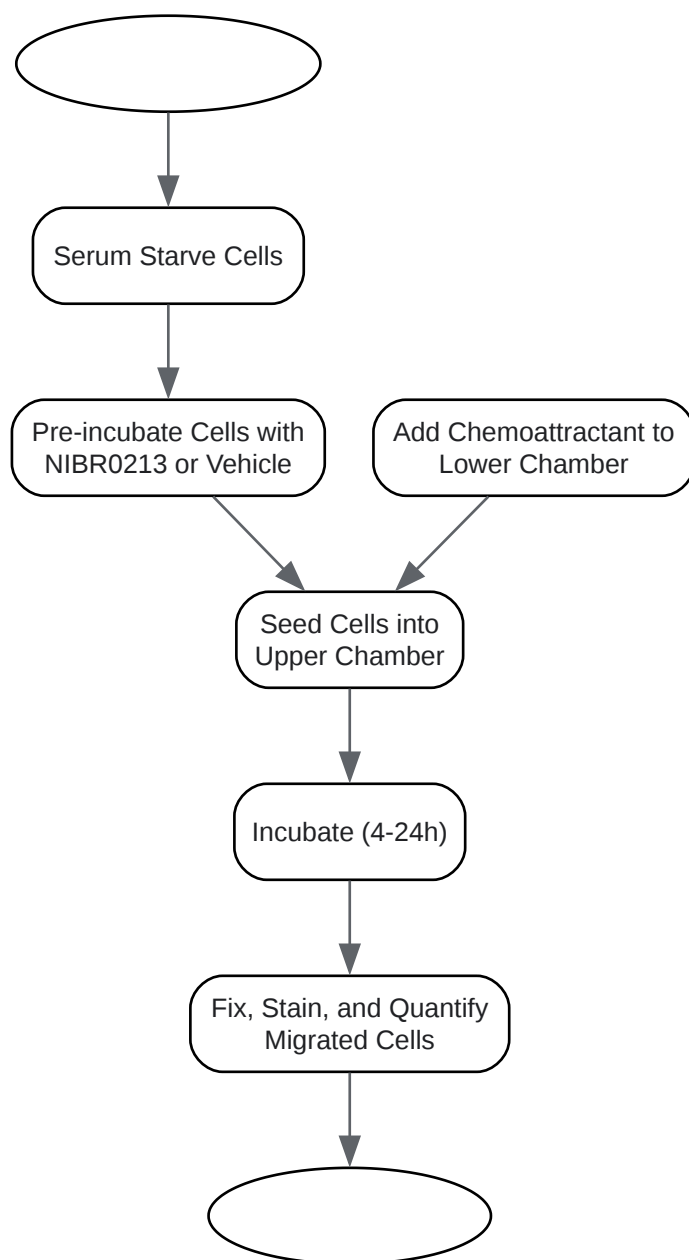 Serum Starve Cells
Pre-incubate Cells with
NIBR0213 or Vehicle
Add Chemoattractant to
Lower Chamber
Seed Cells into
Upper Chamber
Incubate (4-24h)
Fix, Stain, and Quantify
Migrated Cells